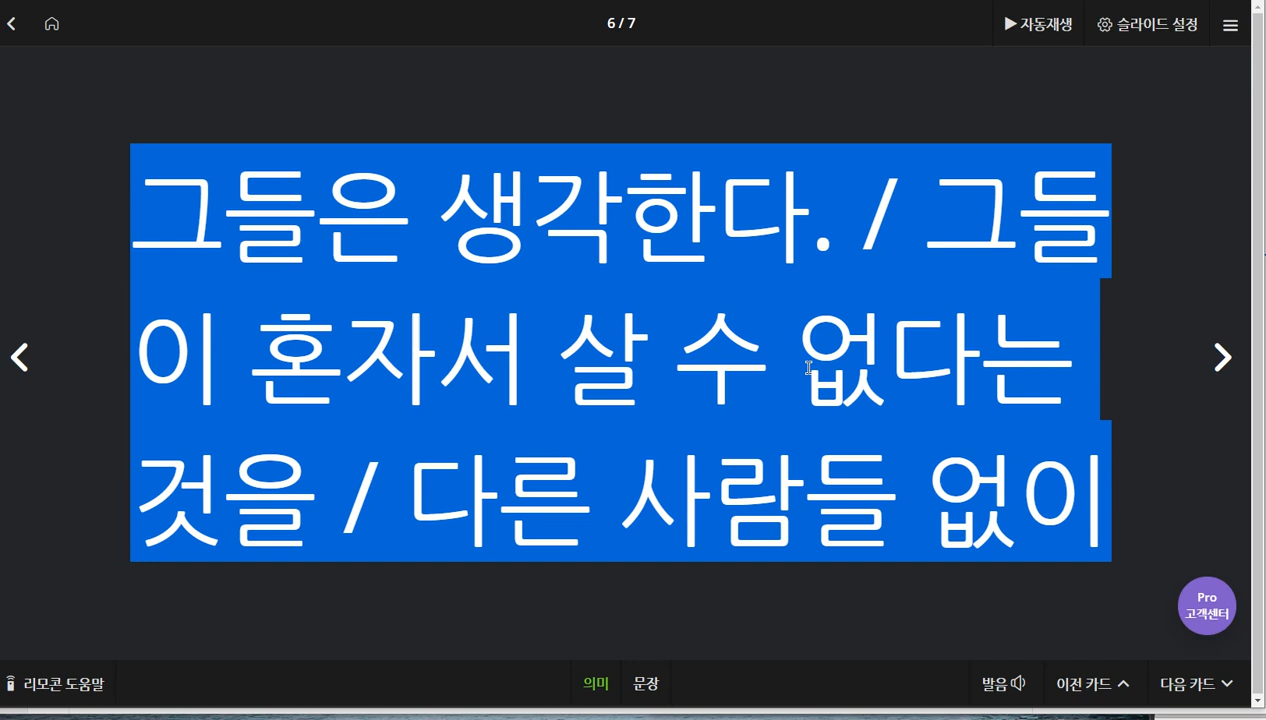 6 / 7
자동재생
슬라이드 설정
그들은 생각한다. / 그들
이 혼자서 살 수 없다는
것을 / 다른 사람들 없이
Pro
고객센터
리모콘 도움말
의미
문장
발음
이전 카드
다음 카드